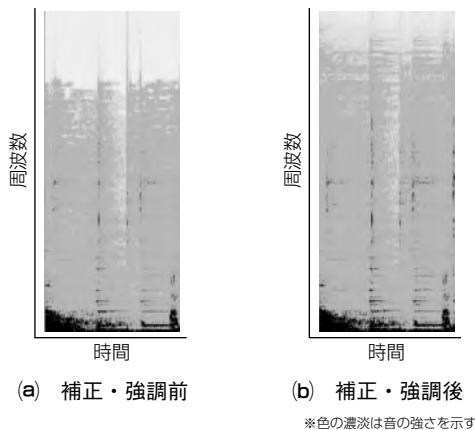 周波数
時間
(a) 補正・強調前
周波数
時間
(b) 補正・強調後
※色の濃淡は音の強さを示す